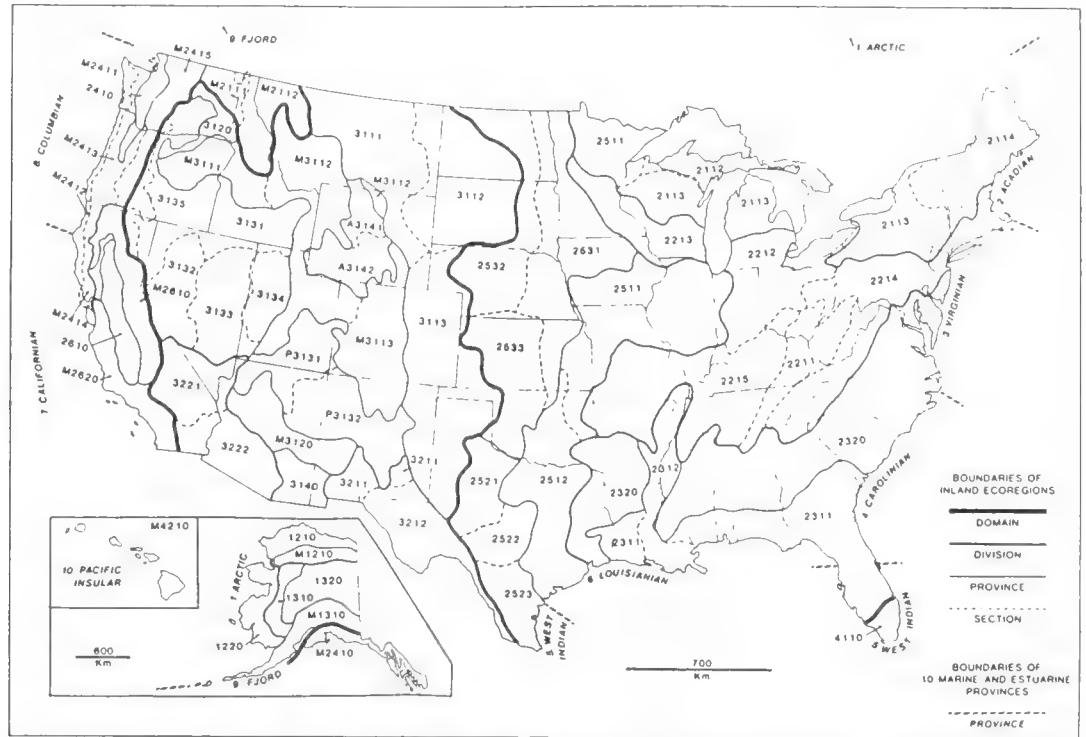 9 FJORD
1 ARCTIC
M2415
M2411
2410
M2111
M2112
8 COLUMBIAN
3120
3111
2511
2114
M2413
M3111
M3112
M3112
2112
2 ACADIAN
M2412
3135
3131
3112
2113
2113
2113
A3141
2213
2212
A3142
2532
2631
2511
2214
3132
M2610
3133
3134
3113
M3113
2633
3 VIRGINIAN
M2414
2610
P3131
2215
2211
M2620
3221
7 CALIFORNIAN
P3132
M3120
3222
3211
2320
2312
3140
3211
2521
2512
2320
4 CAROLINIAN
3212
2522
2311
2311
2523
6 LOUISIANIAN
5 WEST
INDIAN
4110
5 WEST INDIAN
M4210
10 PACIFIC
INSULAR
1210
M1210
1 ARCTIC
1320
1310
M1310
1220
M2410
9 FJORD
600
Km
700
Km
BOUNDARIES OF
INLAND ECOREGIONS
DOMAIN
DIVISION
PROVINCE
SECTION
BOUNDARIES OF
10 MARINE AND ESTUARINE
PROVINCES
PROVINCE